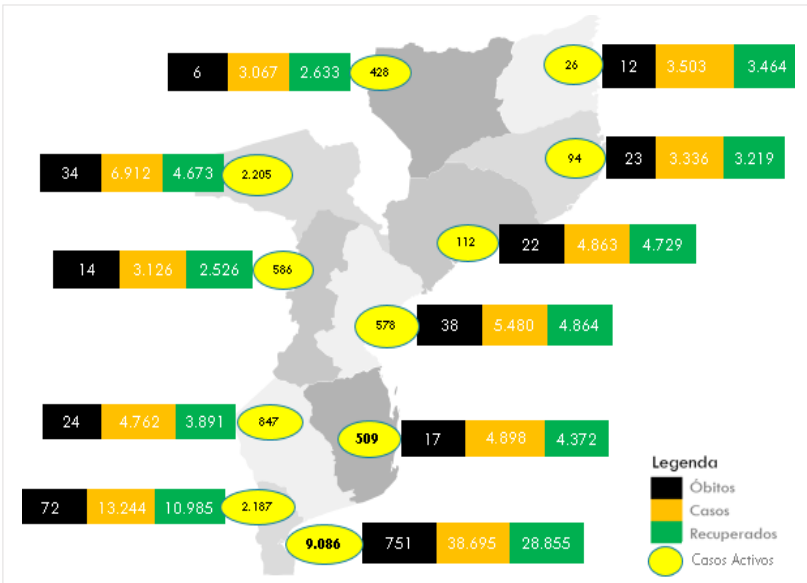 6 3.067 2.633 428
26 12 3.503 3.464
34 6.912 4.673 2.205
94 23 3.336 3.219
112 22 4.863 4.729
14 3.126 2.526 586
578 38 5.480 4.864
24 4.762 3.891 847
509 17 4.898 4.372
72 13.244 10.985 2.187
9.086 751 38.695 28.855
Legenda
Óbitos
Casos
Recuperados
Casos Activos